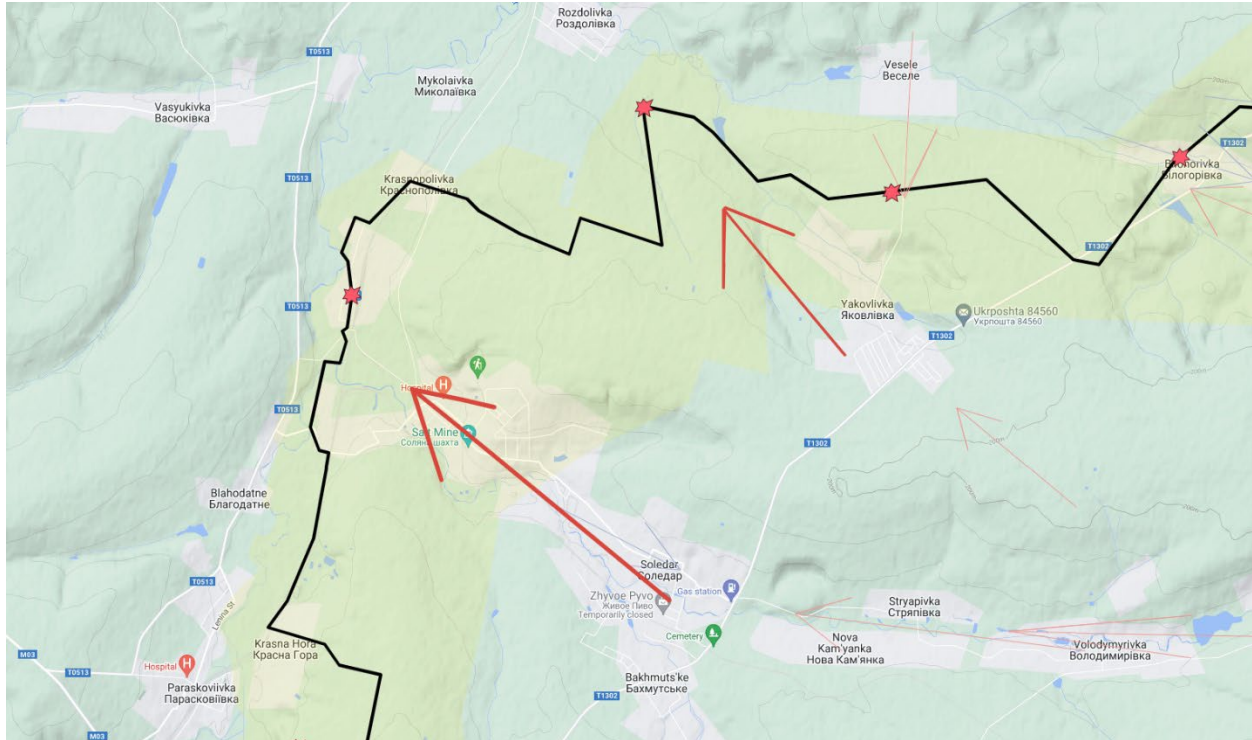 Rozdolivka
Роздолівка
T0513
Mykolaivka
Миколаївка
Vasyukivka
Васюківка
Vesele
Веселе
T1302
Bilohorivka
Білогорівка
T0513
Krasnopolivka
Краснополівка
T1302
T0513
Yakovlivka
Яковлівка
Ukrposhta 84560
Укрпошта 84560
T1302
Hospital
H
T0513
Salt Mine
Соляна шахта
T1302
Blahodatne
Благодатне
Soledar
Соледар
T0513
Gas station
Zhyvoe Pyvo
Живое Пиво
Temporarily closed
Stryapivka
Стряпівка
Lenina St
Cemetery
Krasna Hora
Красна Гора
Nova
Kam'yanka
Нова Кам'янка
Volodymyrivka
Володимирівка
M03
T0513
Hospital
H
Paraskoviivka
Парасковіївка
Bakhmuts'ke
Бахмутське
T1302
M03